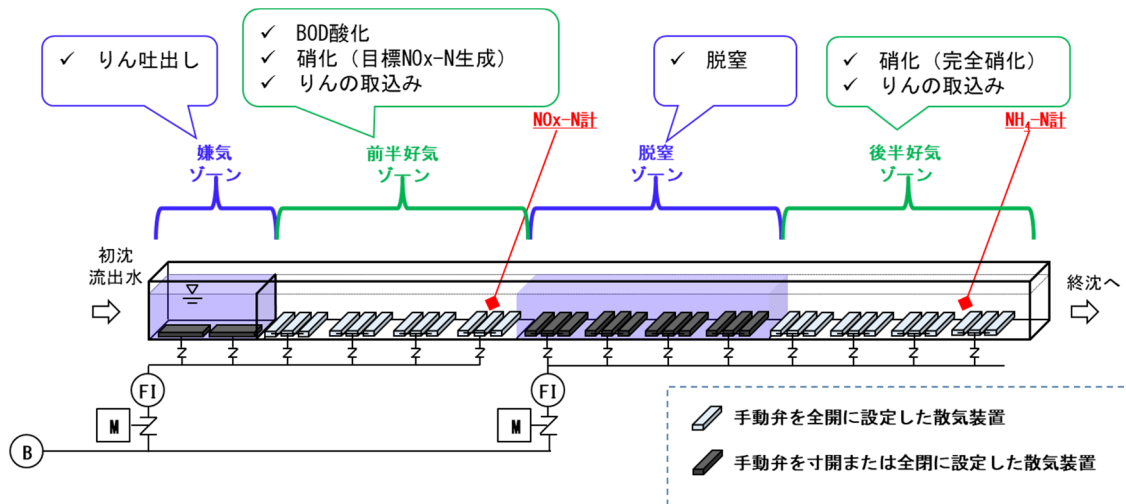 ✓ りん吐出し
✓ BOD酸化
✓ 硝化（目標NOx-N生成）
✓ りんの取込み
✓ 脱窒
✓ 硝化（完全硝化）
✓ りんの取込み
NOx-N計
NH4-N計
嫌気
ゾーン
前半好気
ゾーン
脱窒
ゾーン
後半好気
ゾーン
初沈
流出水
終沈へ
FI
FI
M
M
B
手動弁を全開に設定した散気装置
手動弁を寸開または全閉に設定した散気装置